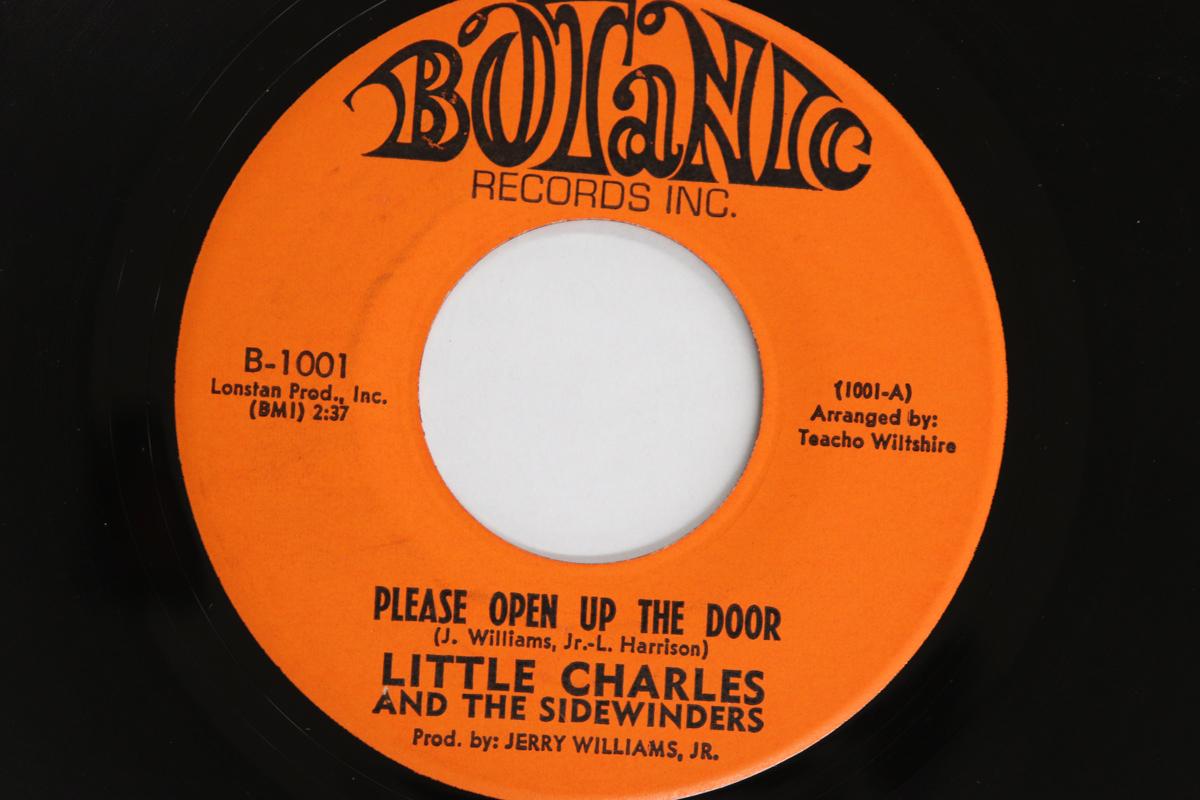 BOTaNIc
RECORDS INC.
B-1001
Lonstan Prod., Inc.
(BMI) 2:37
(1001-A)
Arranged by:
Teacho Wiltshire
PLEASE OPEN UP THE DOOR
(J. Williams, Jr.-L. Harrison)
LITTLE CHARLES
AND THE SIDEWINDERS
Prod. by: JERRY WILLIAMS, JR.